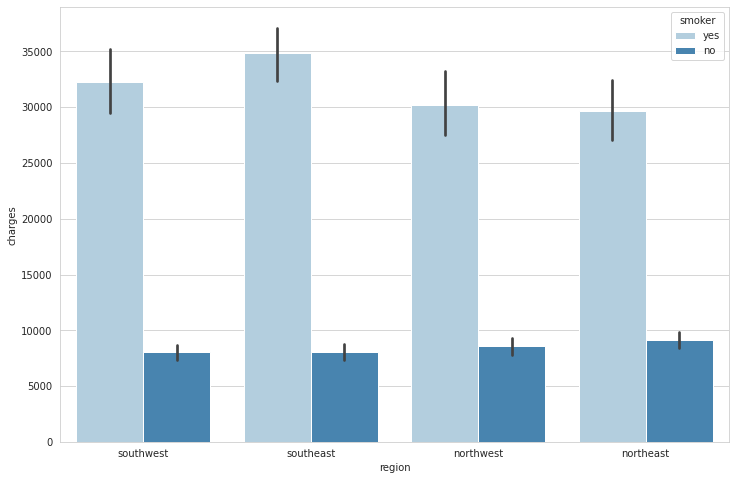 smoker
yes
no
35000
30000
25000
20000
15000
10000
5000
0
charges
southwest southeast northwest northeast
region